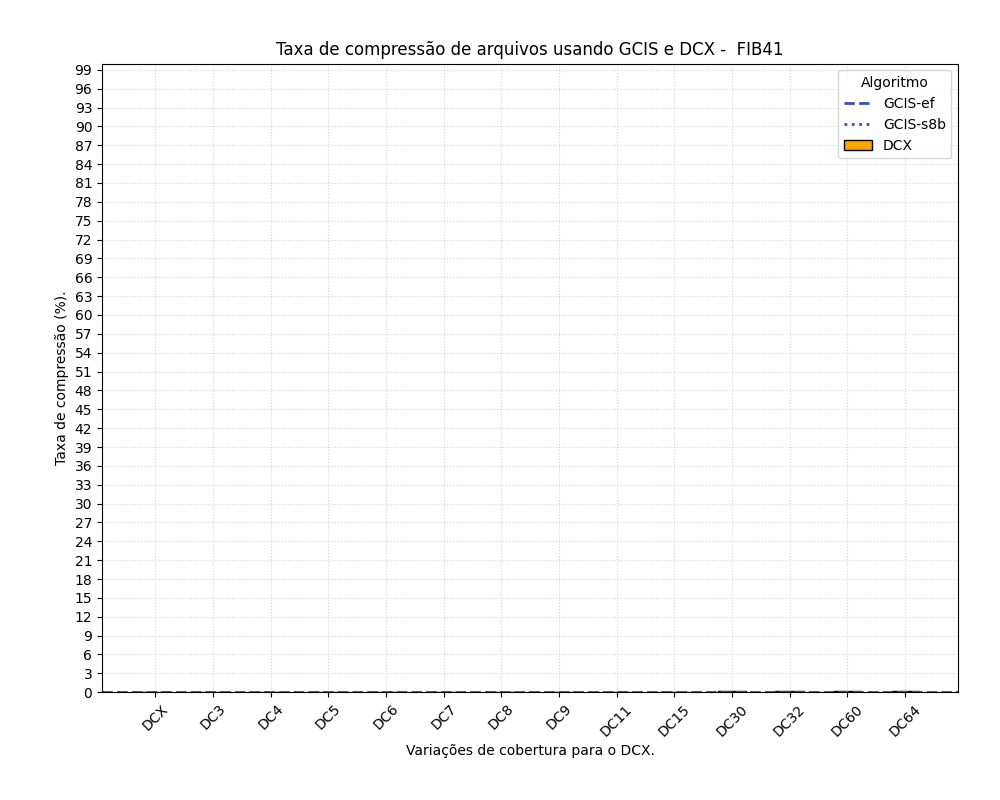 Taxa de compressão de arquivos usando GCIS e DCX -  FIB41
Algoritmo
GCIS-ef
GCIS-s8b
DCX
Taxa de compressão (%).
99
96
93
90
87
84
81
78
75
72
69
66
63
60
57
54
51
48
45
42
39
36
33
30
27
24
21
18
15
12
9
6
3
0
DCX
DC3
DC4
DC5
DC6
DC7
DC8
DC9
DC11
DC15
DC30
DC32
DC60
DC64
Variações de cobertura para o DCX.